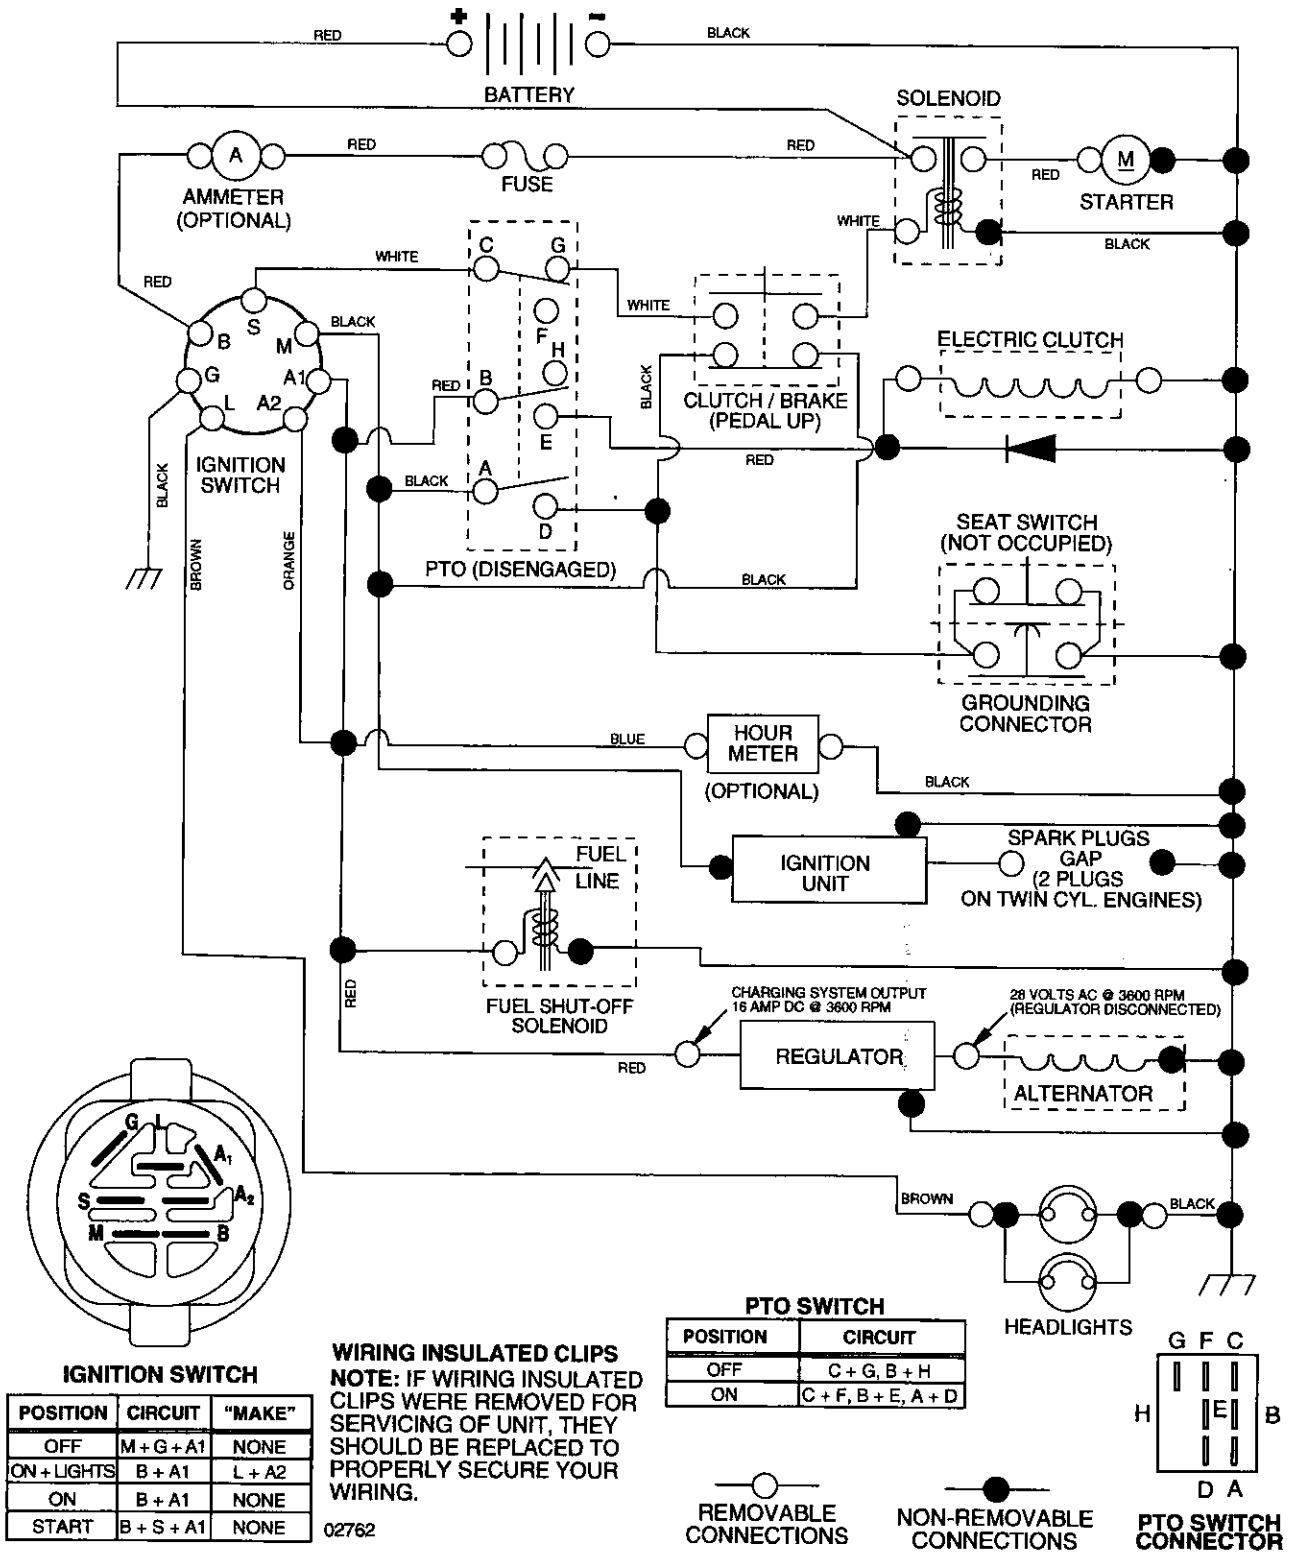 + -
RED
BLACK
BATTERY
SOLENOID
A
RED
RED
FUSE
AMMETER
(OPTIONAL)
M
RED
STARTER
WHITE
BLACK
C G
WHITE
RED
WHITE
S
BLACK
B
M
F
H
G
A1
L
A2
B
RED
E
A
BLACK
D
IGNITION
SWITCH
PTO (DISENGAGED)
BLACK
CLUTCH / BRAKE
(PEDAL UP)
ELECTRIC CLUTCH
RED
BLACK
BROWN
ORANGE
SEAT SWITCH
(NOT OCCUPIED)
BLACK
GROUNDING
CONNECTOR
BLUE
HOUR
METER
(OPTIONAL)
BLACK
IGNITION
UNIT
SPARK PLUGS
GAP
(2 PLUGS
ON TWIN CYL. ENGINES)
FUEL
LINE
FUEL SHUT-OFF
SOLENOID
RED
CHARGING SYSTEM OUTPUT
16 AMP DC @ 3600 RPM
28 VOLTS AC @ 3600 RPM
(REGULATOR DISCONNECTED)
RED
REGULATOR
ALTERNATOR
G L
A1
S
A2
M B
BROWN
BLACK
HEADLIGHTS
IGNITION SWITCH
POSITION CIRCUIT "MAKE"
OFF M + G + A1 NONE
ON + LIGHTS B + A1 L + A2
ON B + A1 NONE
START B + S + A1 NONE
WIRING INSULATED CLIPS
NOTE: IF WIRING INSULATED
CLIPS WERE REMOVED FOR
SERVICING OF UNIT, THEY
SHOULD BE REPLACED TO
PROPERLY SECURE YOUR
WIRING.
02762
PTO SWITCH
POSITION CIRCUIT
OFF C + G, B + H
ON C + F, B + E, A + D
REMOVABLE
CONNECTIONS
NON-REMOVABLE
CONNECTIONS
G F C
H E B
D A
PTO SWITCH
CONNECTOR